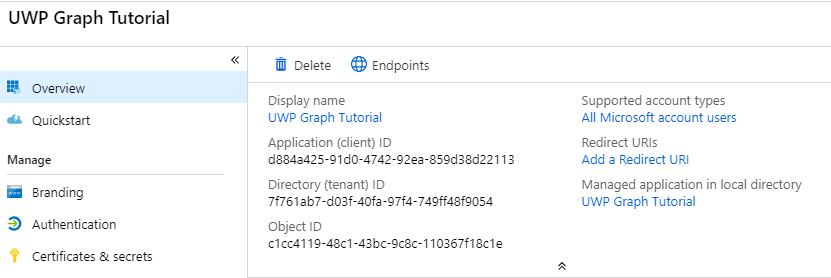 UWP Graph Tutorial
«
Overview
Quickstart
Manage
Branding
Authentication
Certificates & secrets
Delete
Endpoints
Display name
UWP Graph Tutorial
Application (client) ID
d884a425-91d0-4742-92ea-859d38d22113
Directory (tenant) ID
7f761ab7-d03f-40fa-97f4-749ff48f9054
Object ID
c1cc4119-48c1-43bc-9c8c-110367f18c1e
Supported account types
All Microsoft account users
Redirect URIs
Add a Redirect URI
Managed application in local directory
UWP Graph Tutorial